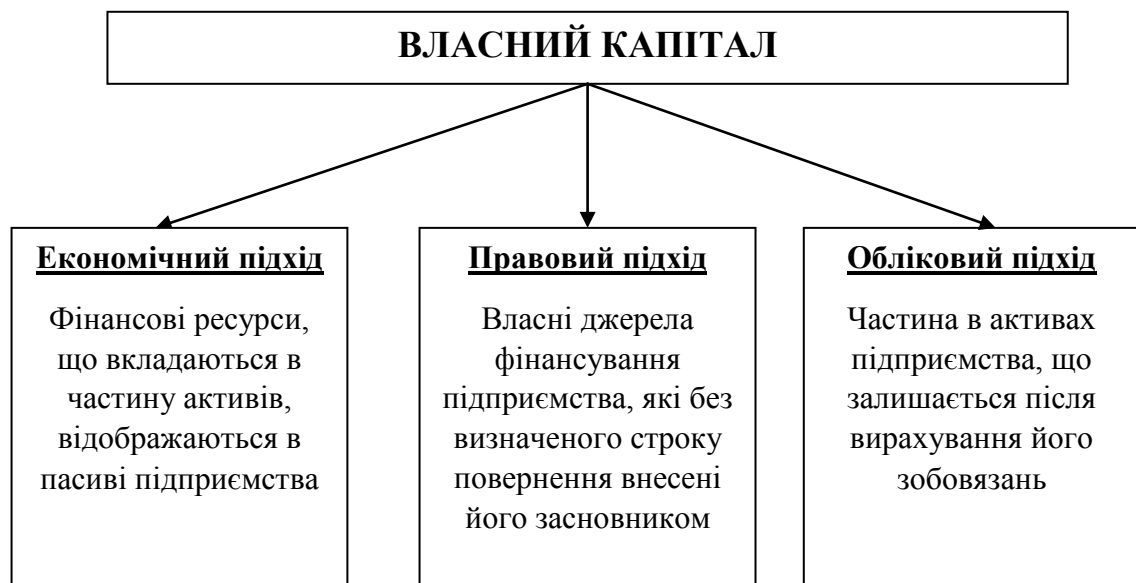 ВЛАСНИЙ КАПІТАЛ
Економічний підхід
Фінансові ресурси,
що вкладаються в
частину активів,
відображаються в
пасиві підприємства
Правовий підхід
Власні джерела
фінансування
підприємства, які без
визначеного строку
повернення внесені
його засновником
Обліковий підхід
Частина в активах
підприємства, що
залишається після
вирахування його
зобовязань